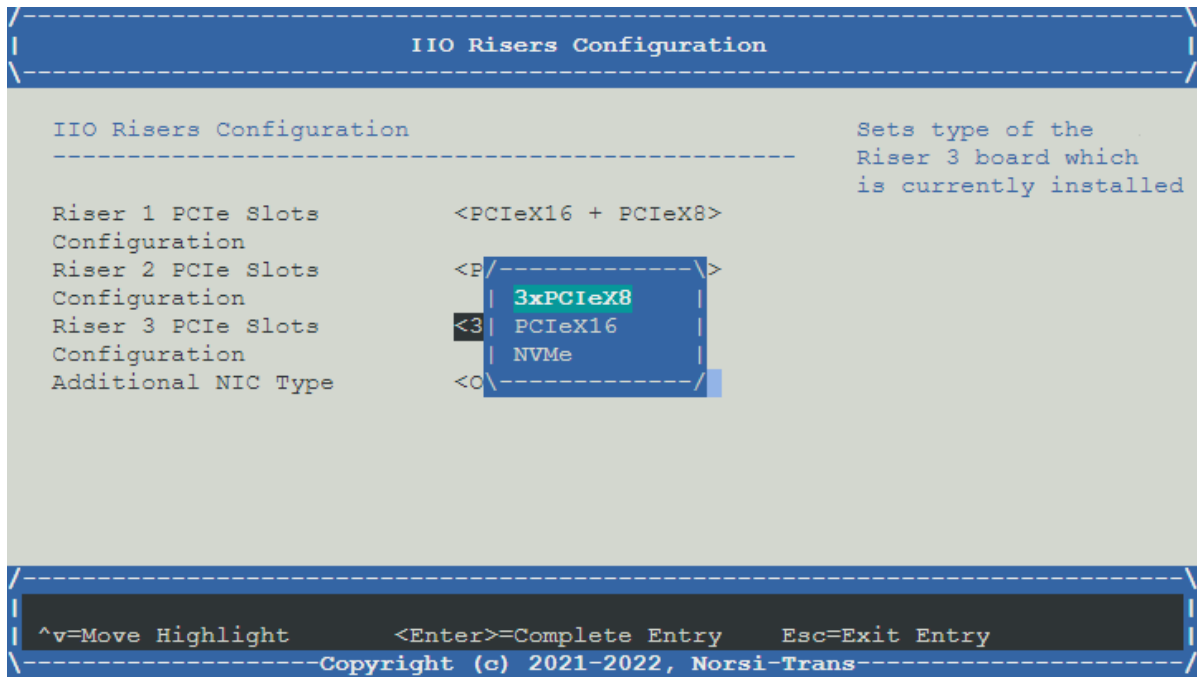 IIO Risers Configuration
IIO Risers Configuration
Sets type of the
Riser 3 board which
is currently installed
Riser 1 PCIe Slots <PCIeX16 + PCIeX8>
Configuration
Riser 2 PCIe Slots <P >
Configuration
Riser 3 PCIe Slots <3
Configuration
Additional NIC Type <O
3xPCIeX8
PCIeX16
NVMe
^v=Move Highlight <Enter>=Complete Entry Esc=Exit Entry
Copyright (c) 2021-2022, Norsi-Trans